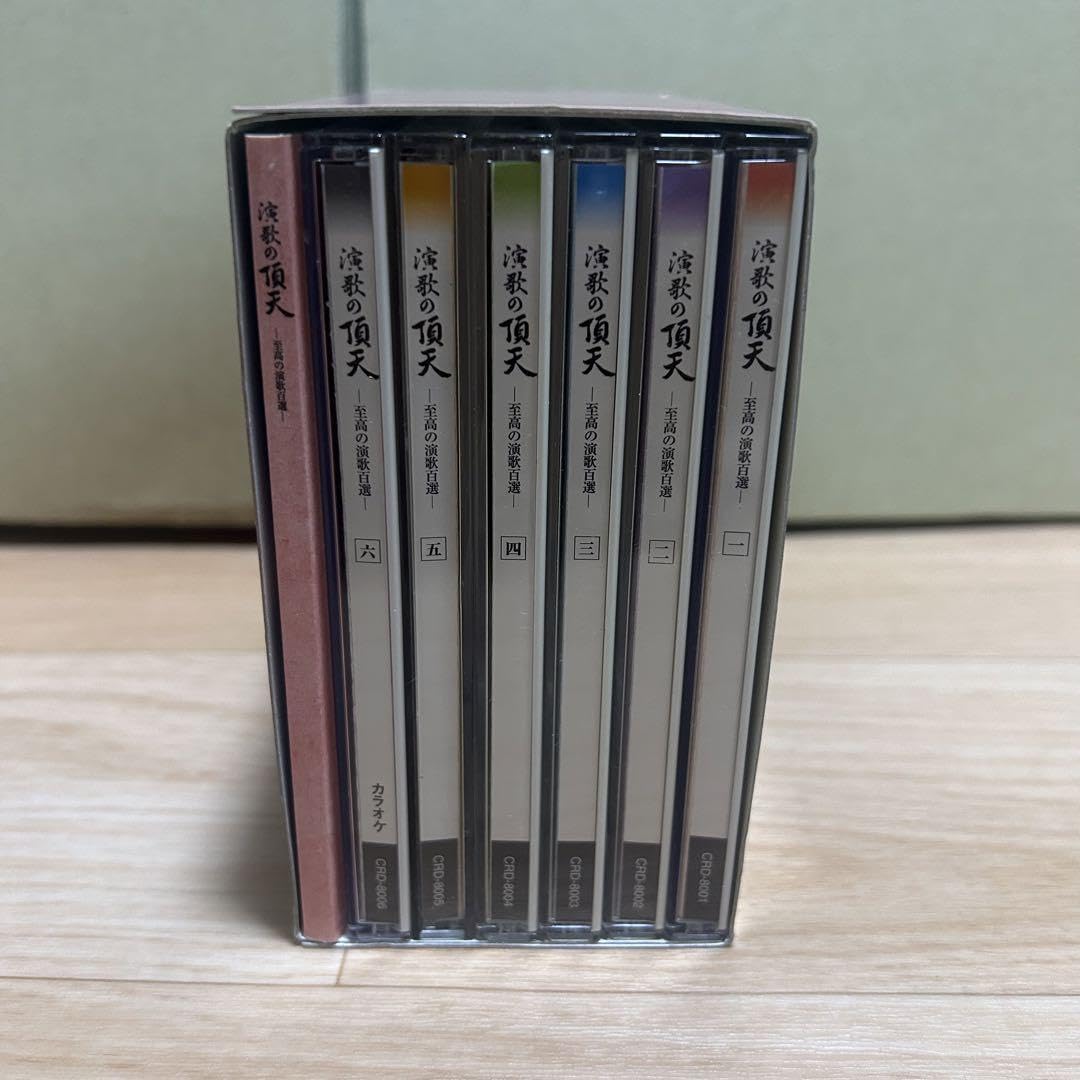 演歌の頂天
―至高の演歌百選―
演歌の頂天
―至高の演歌百選―
六
カラオケ
CRD-8006
演歌の頂天
―至高の演歌百選―
五
CRD-8005
演歌の頂天
―至高の演歌百選―
四
CRD-8004
演歌の頂天
―至高の演歌百選―
三
CRD-8003
演歌の頂天
―至高の演歌百選―
二
CRD-8002
演歌の頂天
―至高の演歌百選―
一
CRD-8001